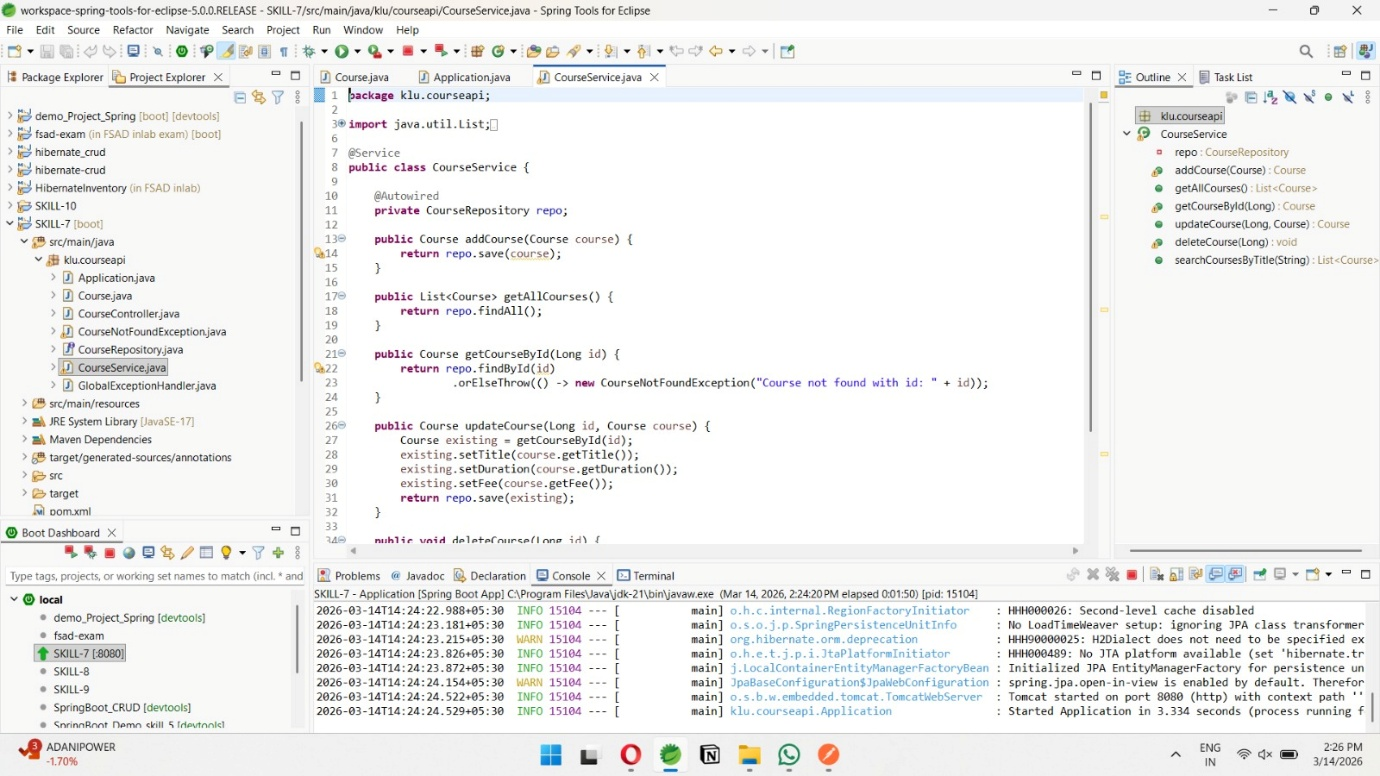 workspace-spring-tools-for-eclipse-5.0.0.RELEASE - SKILL-7/src/main/java/klu/courseapi/CourseService.java - Spring Tools for Eclipse
File Edit Source Refactor Navigate Search Project Run Window Help
Package Explorer Project Explorer
demo_Project_Spring [boot] [devtools]
fsad-exam (in FSAD inlab exam) [boot]
hibernate_crud
hibernate-crud
HibernateInventory (in FSAD inlab)
SKILL-10
SKILL-7 [boot]
src/main/java
klu.courseapi
Application.java
Course.java
CourseController.java
CourseNotFoundException.java
CourseRepository.java
CourseService.java
GlobalExceptionHandler.java
src/main/resources
JRE System Library [JavaSE-17]
Maven Dependencies
target/generated-sources/annotations
src
target
pom.xml
Boot Dashboard
Type tags, projects, or working set names to match (incl. * and
local
demo_Project_Spring [devtools]
fsad-exam
SKILL-7 [:8080]
SKILL-8
SKILL-9
SpringBoot_CRUD [devtools]
SpringBoot_Demo_skill_5 [devtools]
Course.java Application.java CourseService.java
1 package klu.courseapi;
2
3 import java.util.List;
6
7 @Service
8 public class CourseService {
9
10 @Autowired
11 private CourseRepository repo;
12
13 public Course addCourse(Course course) {
14 return repo.save(course);
15 }
16
17 public List<Course> getAllCourses() {
18 return repo.findAll();
19 }
20
21 public Course getCourseById(Long id) {
22 return repo.findById(id)
23 .orElseThrow(() -> new CourseNotFoundException("Course not found with id: " + id));
24 }
25
26 public Course updateCourse(Long id, Course course) {
27 Course existing = getCourseById(id);
28 existing.setTitle(course.getTitle());
29 existing.setDuration(course.getDuration());
30 existing.setFee(course.getFee());
31 return repo.save(existing);
32 }
33
34 public void deleteCourse(Long id) {
Outline Task List
klu.courseapi
CourseService
repo : CourseRepository
addCourse(Course) : Course
getAllCourses() : List<Course>
getCourseById(Long) : Course
updateCourse(Long, Course) : Course
deleteCourse(Long) : void
searchCoursesByTitle(String) : List<Course>
Problems Javadoc Declaration Console Terminal
SKILL-7 - Application [Spring Boot App] C:\Program Files\Java\jdk-21\bin\javaw.exe (Mar 14, 2026, 2:24:20 PM elapsed 0:01:50) [pid: 15104]
2026-03-14T14:24:22.988+05:30 INFO 15104 --- [ main] o.h.c.internal.RegionFactoryInitiator : HHH000026: Second-level cache disabled
2026-03-14T14:24:23.181+05:30 INFO 15104 --- [ main] o.s.o.j.p.SpringPersistenceUnitInfo : No LoadTimeWeaver setup: ignoring JPA class transformer
2026-03-14T14:24:23.215+05:30 WARN 15104 --- [ main] org.hibernate.orm.deprecation : HHH90000025: H2Dialect does not need to be specified ex
2026-03-14T14:24:23.826+05:30 INFO 15104 --- [ main] o.h.e.t.j.p.i.JtaPlatformInitiator : HHH000489: No JTA platform available (set 'hibernate.tr
2026-03-14T14:24:23.872+05:30 INFO 15104 --- [ main] j.LocalContainerEntityManagerFactoryBean : Initialized JPA EntityManagerFactory for persistence un
2026-03-14T14:24:24.154+05:30 WARN 15104 --- [ main] JpaBaseConfiguration$JpaWebConfiguration : spring.jpa.open-in-view is enabled by default. Therefor
2026-03-14T14:24:24.522+05:30 INFO 15104 --- [ main] o.s.b.w.embedded.tomcat.TomcatWebServer : Tomcat started on port 8080 (http) with context path ''
2026-03-14T14:24:24.529+05:30 INFO 15104 --- [ main] klu.courseapi.Application : Started Application in 3.334 seconds (process running f
3 ADANIPOWER
-1.70%
ENG
IN
2:26 PM
3/14/2026